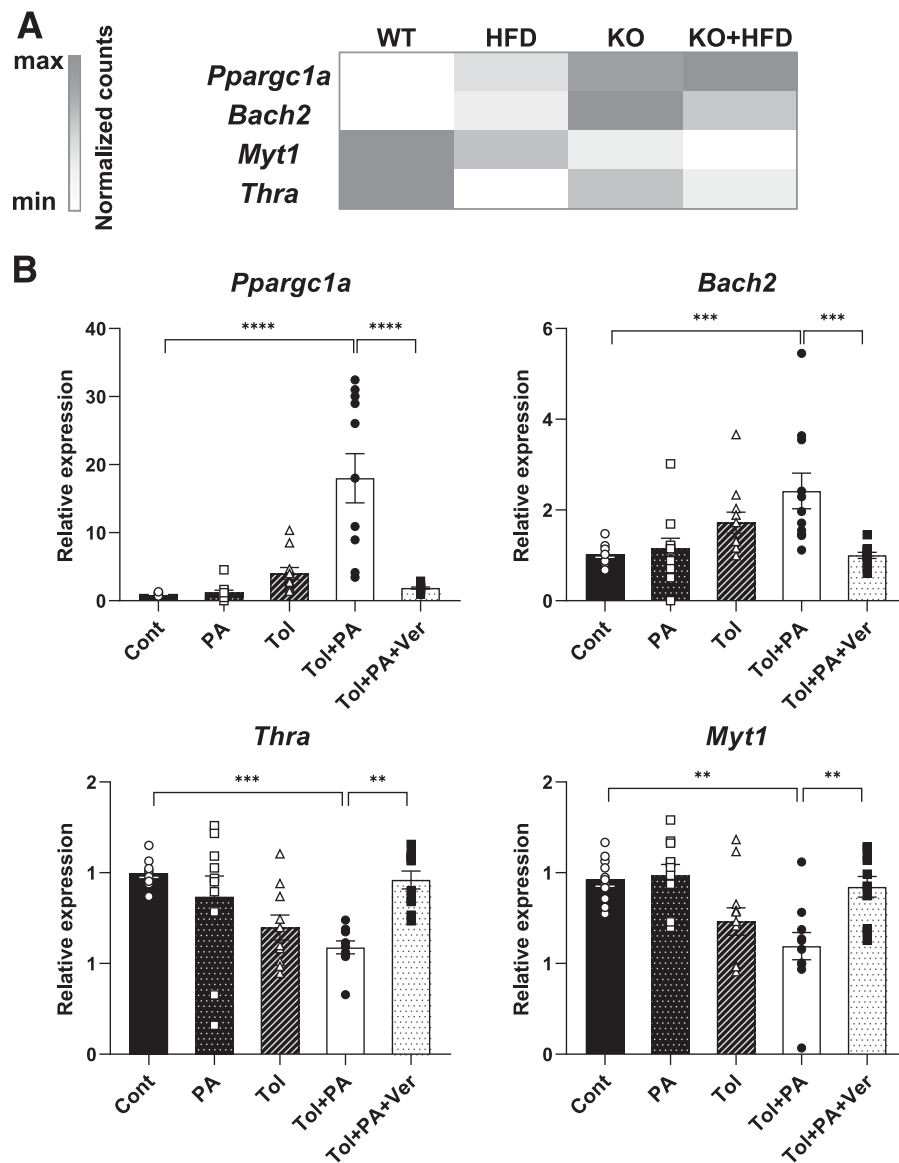 A
max
min
Normalized counts
WT HFD KO KO+HFD
Ppargc1a
Bach2
Myt1
Thra
B
Ppargc1a
Relative expression
40
30
20
10
0
**** ****
Cont PA Tol Tol+PA Tol+PA+Ver
Bach2
Relative expression
6
4
2
0
*** ***
Cont PA Tol Tol+PA Tol+PA+Ver
Thra
Relative expression
2
1
1
0
*** **
Cont PA Tol Tol+PA Tol+PA+Ver
Myt1
Relative expression
2
1
1
0
** **
Cont PA Tol Tol+PA Tol+PA+Ver